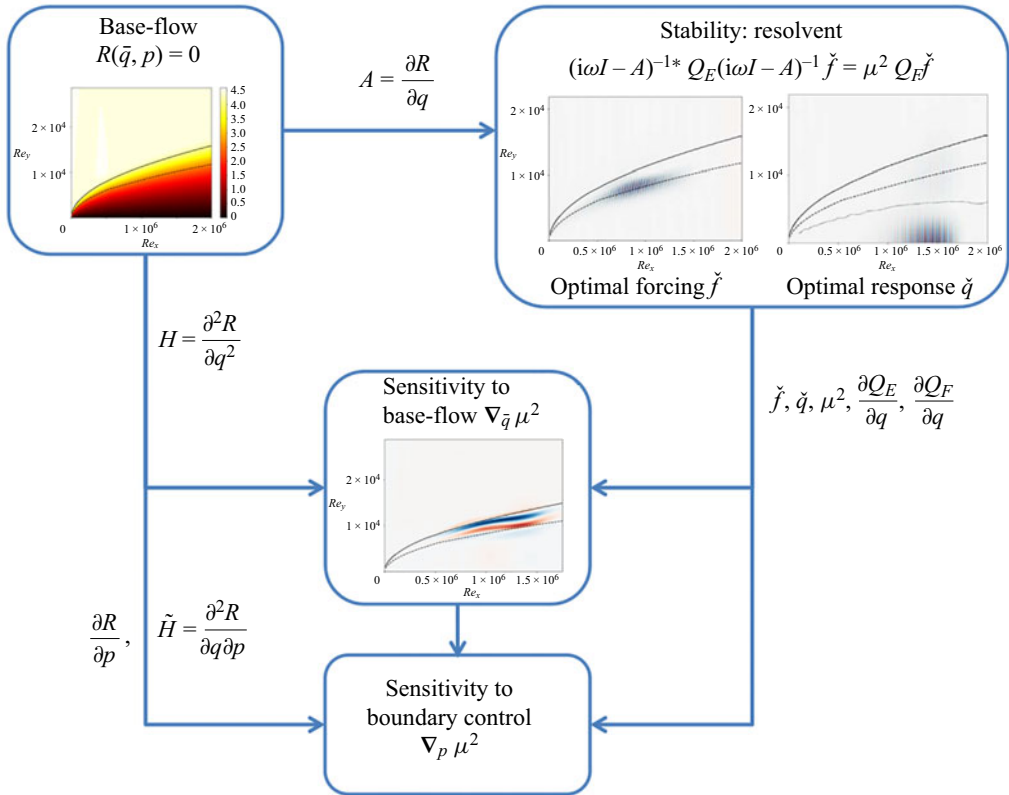 Base-flow
R(q̄, p) = 0
4.5
4.0
3.5
3.0
2.5
2.0
1.5
1.0
0.5
0
2 × 10⁴
Re_y
1 × 10⁴
0
1 × 10⁶
2 × 10⁶
Re_x
A = ∂R/∂q
Stability: resolvent
(iωI – A)⁻¹* Q_E(iωI – A)⁻¹ f̌ = μ² Q_F f̌
2 × 10⁴
Re_y
1 × 10⁴
0
0.5 × 10⁶
1 × 10⁶
1.5 × 10⁶
2 × 10⁶
Re_x
Optimal forcing f̌
2 × 10⁴
Re_y
1 × 10⁴
0
0.5 × 10⁶
1 × 10⁶
1.5 × 10⁶
2 × 10⁶
Re_x
Optimal response q̌
H = ∂²R/∂q²
f̌, q̌, μ², ∂Q_E/∂q, ∂Q_F/∂q
Sensitivity to
base-flow ∇_q̄ μ²
2 × 10⁴
Re_y
1 × 10⁴
0
0.5 × 10⁶
1 × 10⁶
1.5 × 10⁶
Re_x
∂R/∂p, H̃ = ∂²R/∂q∂p
Sensitivity to
boundary control
∇_p μ²